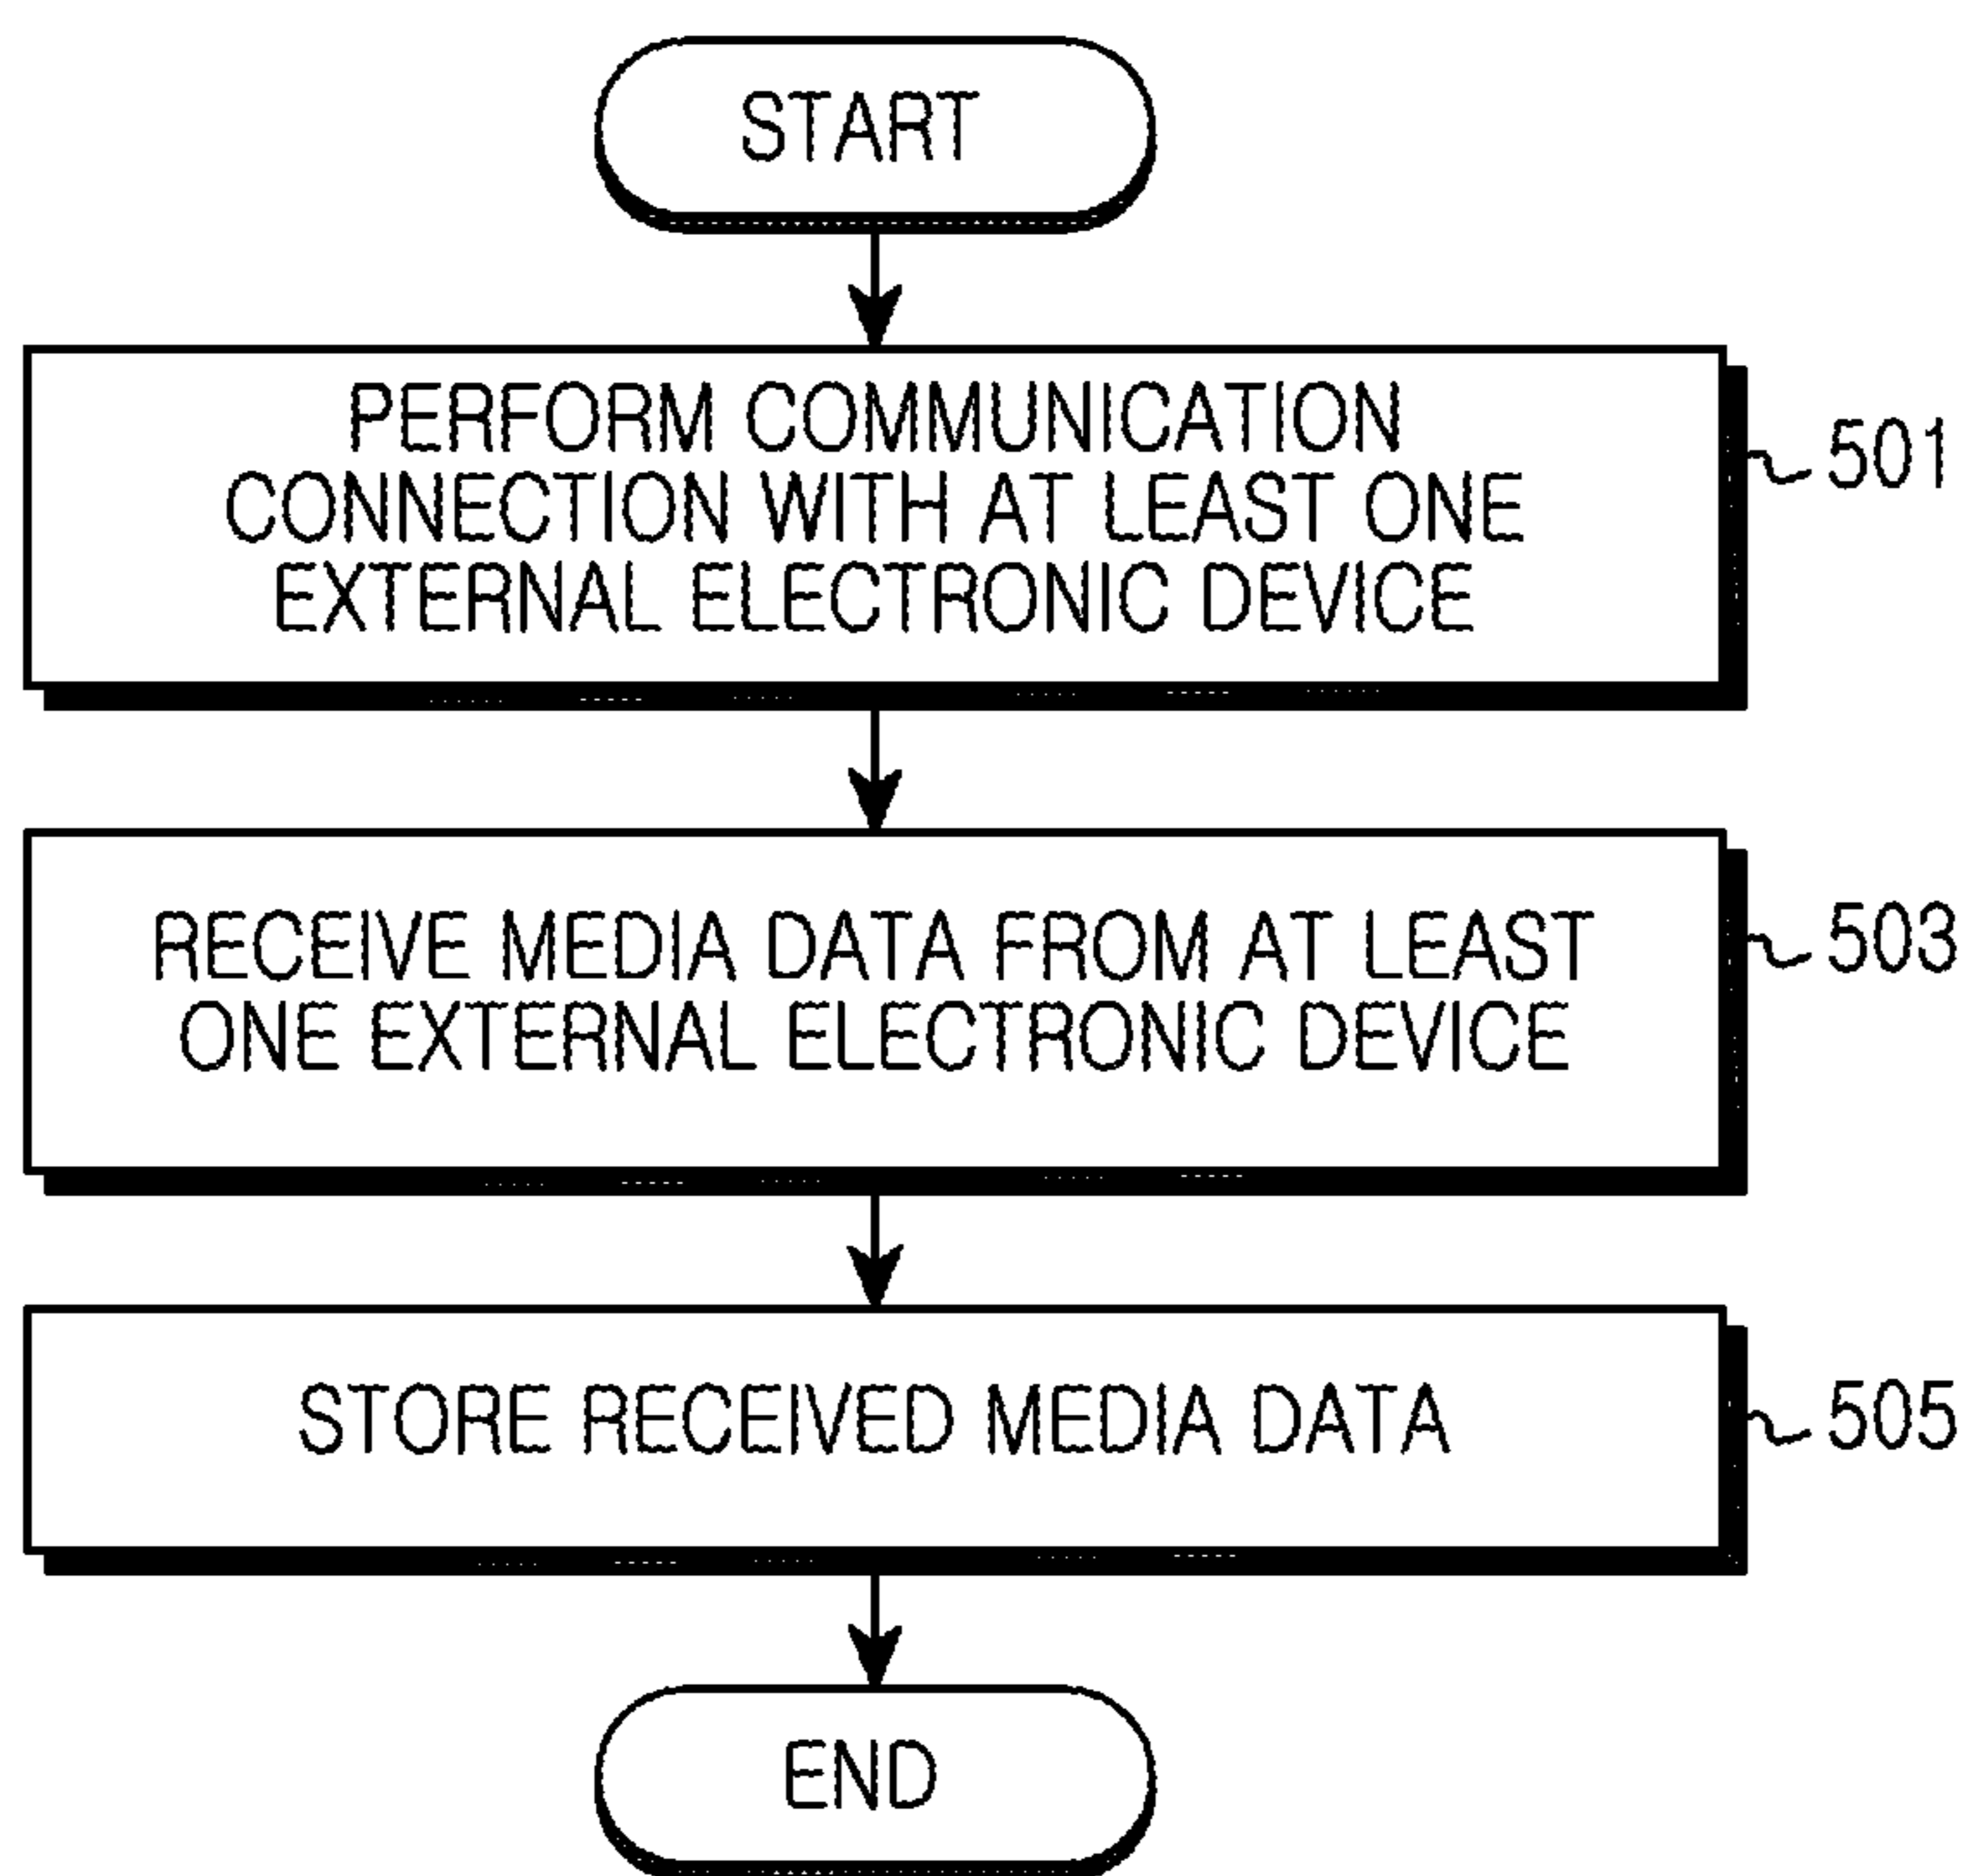 START
PERFORM COMMUNICATION
CONNECTION WITH AT LEAST ONE
EXTERNAL ELECTRONIC DEVICE
501
RECEIVE MEDIA DATA FROM AT LEAST
ONE EXTERNAL ELECTRONIC DEVICE
503
STORE RECEIVED MEDIA DATA
505
END